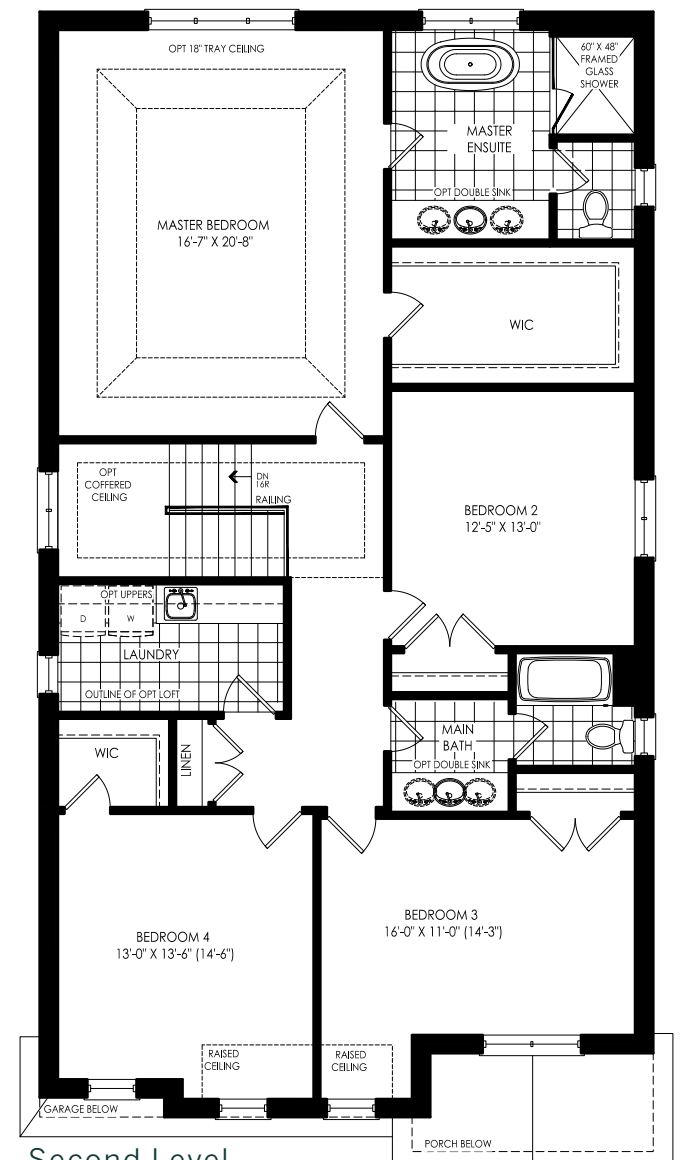 OPT 18" TRAY CEILING
60" X 48"
FRAMED
GLASS
SHOWER
MASTER
ENSUITE
OPT DOUBLE SINK
MASTER BEDROOM
16'-7" X 20'-8"
WIC
OPT
COFFERED
CEILING
DN
16R
RAILING
BEDROOM 2
12'-5" X 13'-0"
OPT UPPERS
D
W
LAUNDRY
OUTLINE OF OPT LOFT
WIC
LINEN
MAIN
BATH
OPT DOUBLE SINK
BEDROOM 4
13'-0" X 13'-6" (14'-6")
BEDROOM 3
16'-0" X 11'-0" (14'-3")
RAISED
CEILING
RAISED
CEILING
GARAGE BELOW
PORCH BELOW
Second Level